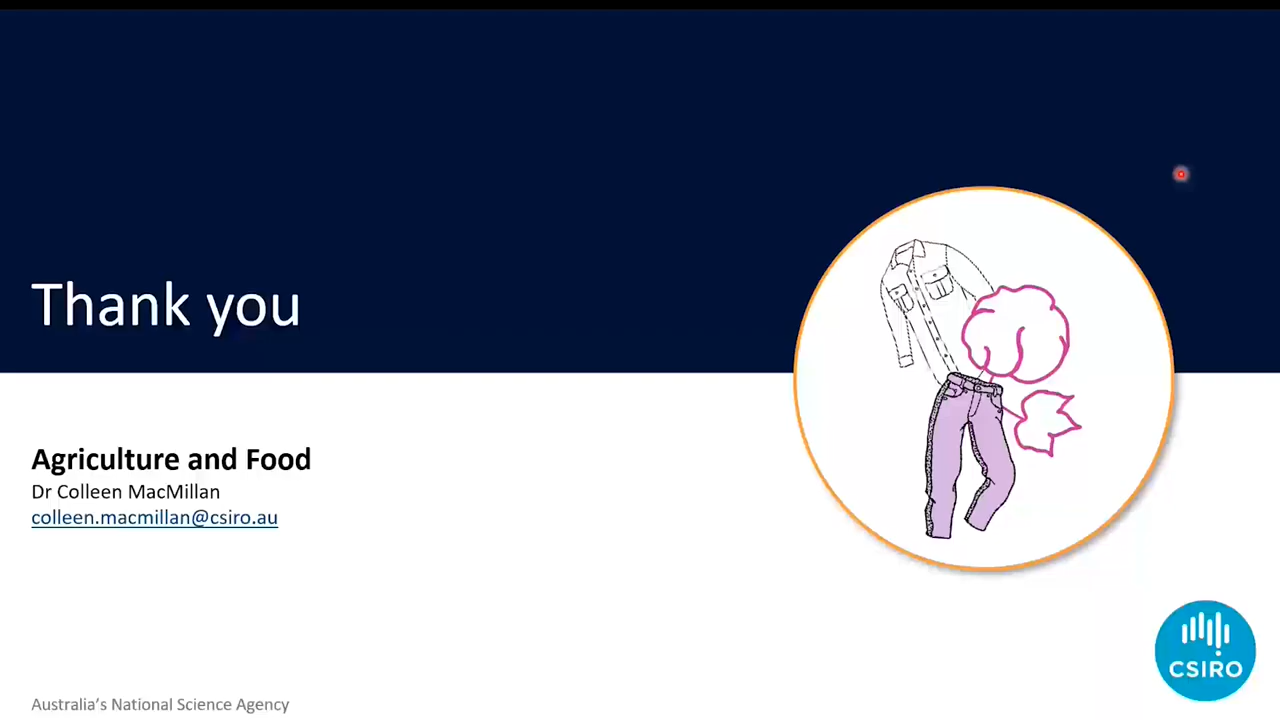 Thank you
Agriculture and Food
Dr Colleen MacMillan
colleen.macmillan@csiro.au
CSIRO
Australia’s National Science Agency